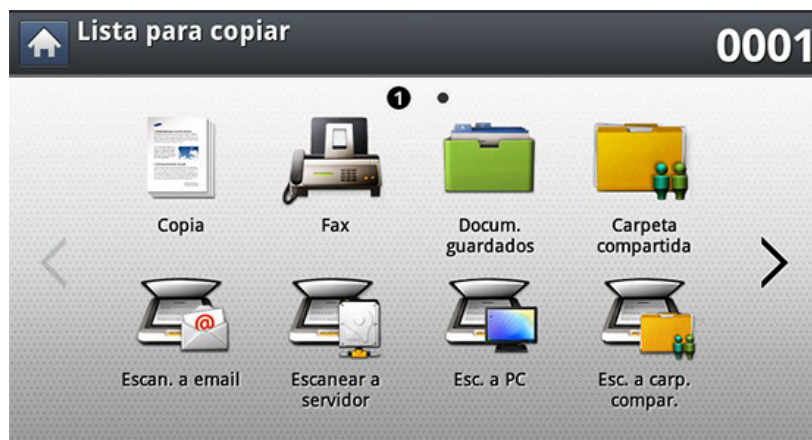 Lista para copiar
0001
1
Copia
Fax
Docum.
guardados
Carpeta
compartida
Escan. a email
Escanear a
servidor
Esc. a PC
Esc. a carp.
compar.